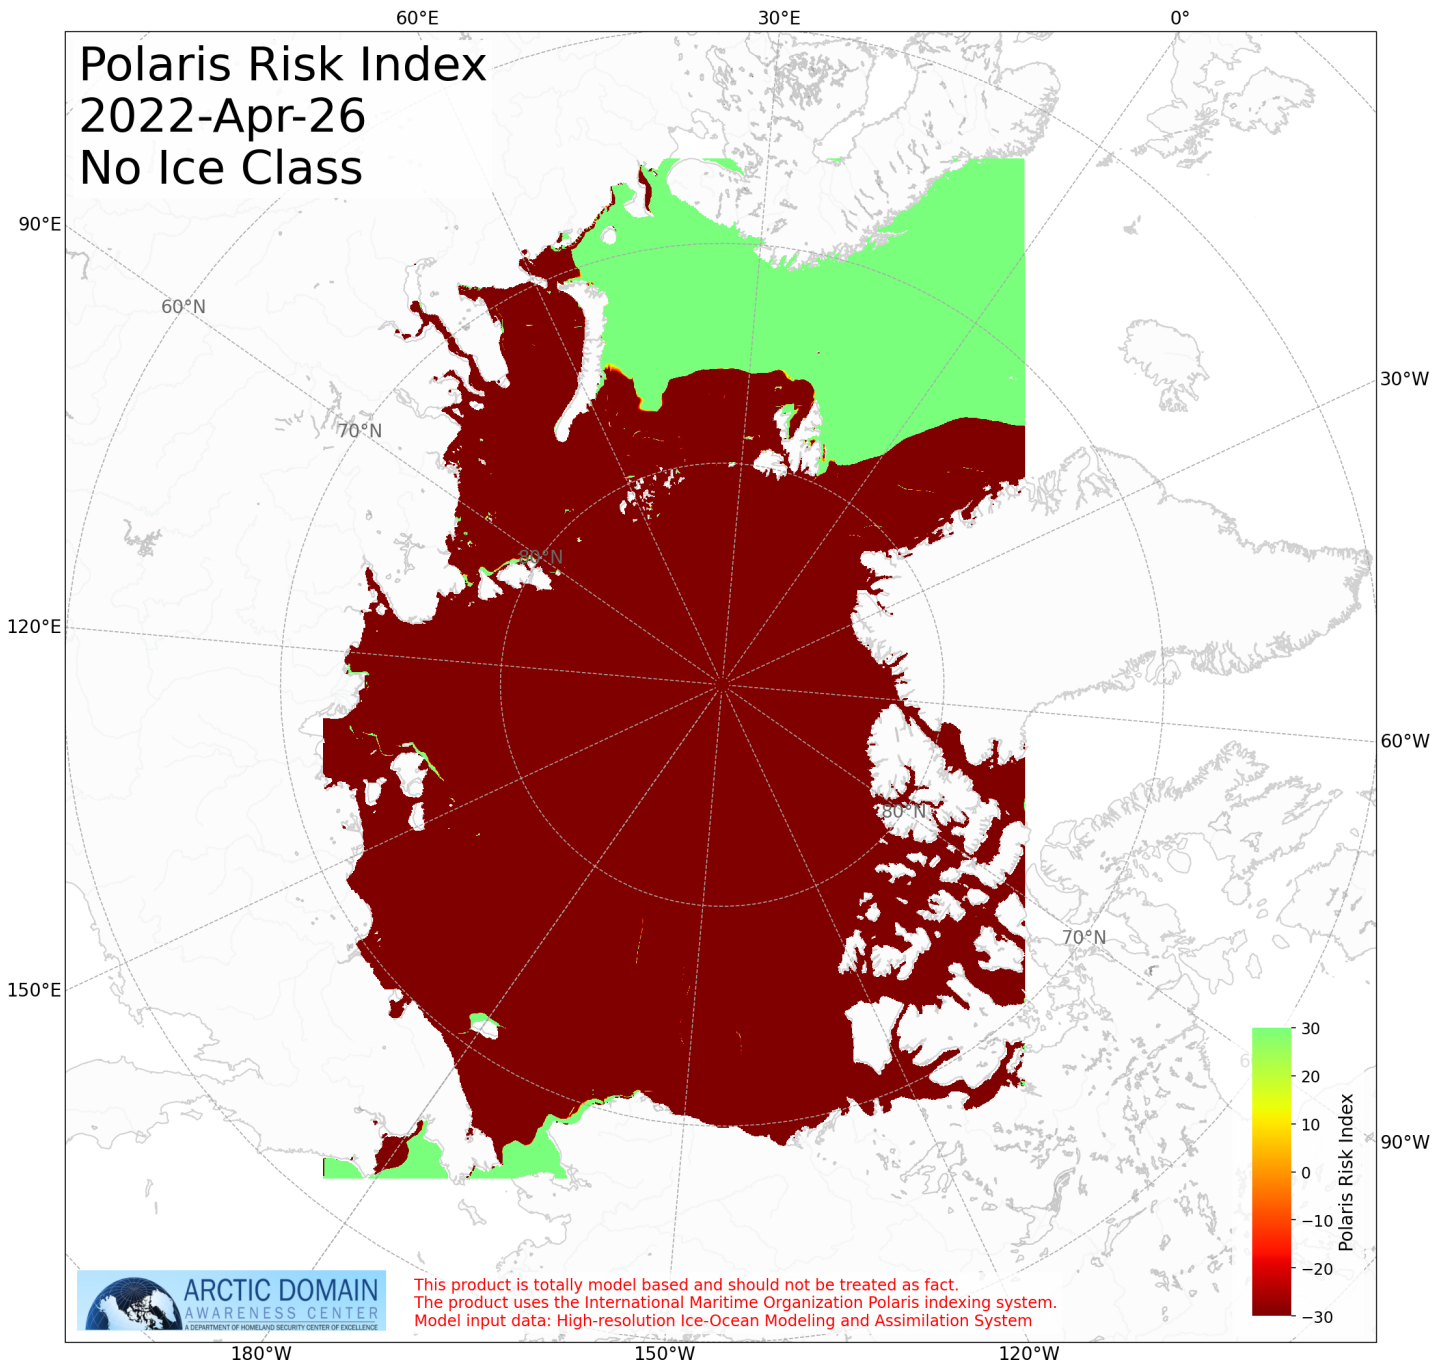 60°E 30°E 0°
Polaris Risk Index
2022-Apr-26
No Ice Class
90°E
60°N
30°W
70°N
80°N
120°E
60°W
80°N
70°N
150°E
30
20
10
0
−10
−20
−30
Polaris Risk Index
90°W
ARCTIC DOMAIN
AWARENESS CENTER
A DEPARTMENT OF HOMELAND SECURITY CENTER OF EXCELLENCE
This product is totally model based and should not be treated as fact.
The product uses the International Maritime Organization Polaris indexing system.
Model input data: High-resolution Ice-Ocean Modeling and Assimilation System
180°W 150°W 120°W